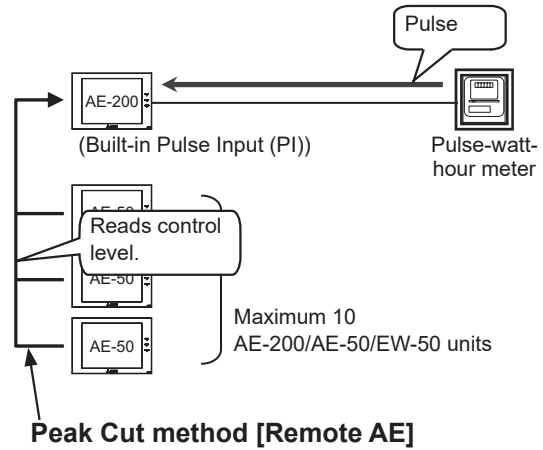 Pulse
AE-200
(Built-in Pulse Input (PI))
Pulse-watt-
hour meter
Reads control
level.
AE-50
AE-50
Maximum 10
AE-200/AE-50/EW-50 units
Peak Cut method [Remote AE]